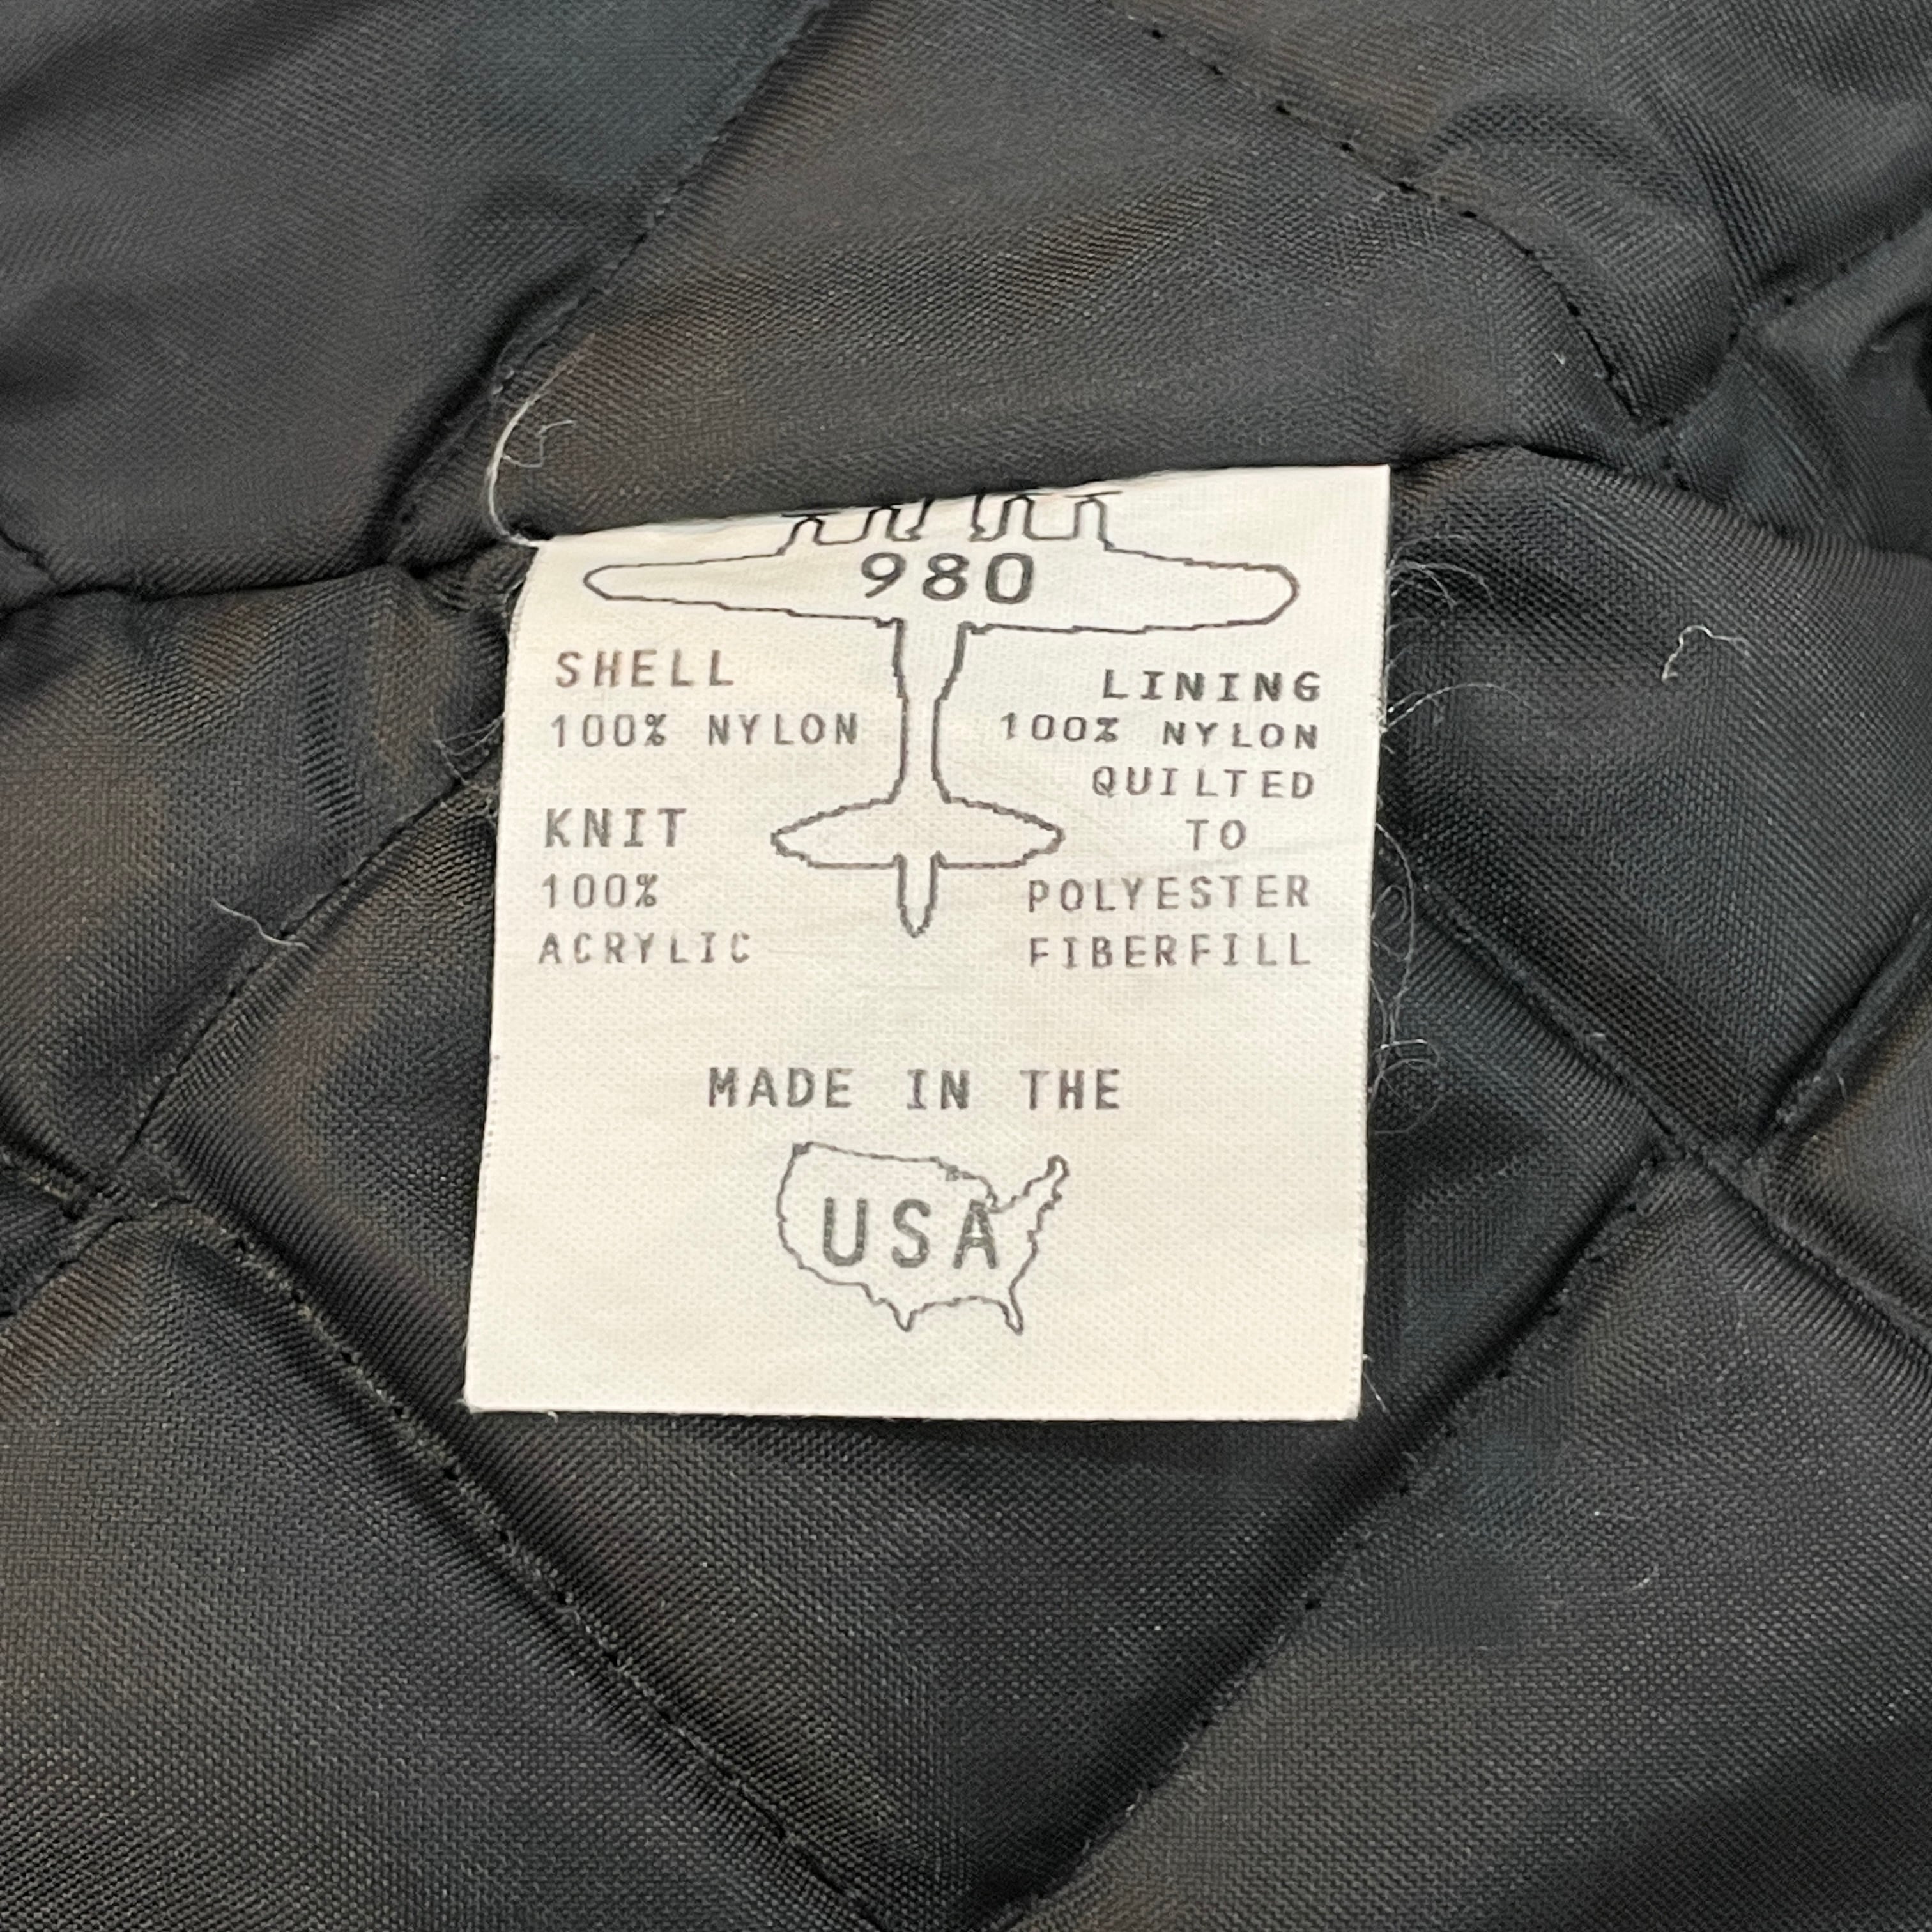 980
SHELL
100% NYLON
KNIT
100%
ACRYLIC
LINING
100% NYLON
QUILTED
TO
POLYESTER
FIBERFILL
MADE IN THE
USA